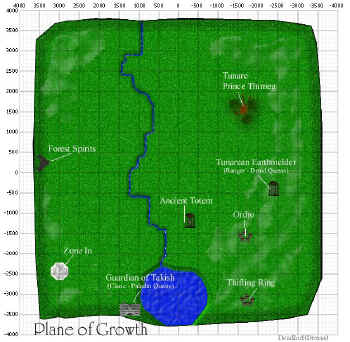 4000 3000 2500 2000 1500 1000 500 0 -500 -1000 -1500 -2000 -2500 -3000 -4000
4000
3500
3000
2500
2000
1500
1000
500
0
-500
-1000
-1500
-2000
-2500
-3000
-3500
-4000
Tunare
Prince Thirneg
Forest Spirits
Tunarean Earthmelder
(Ranger - Druid Quests)
Ancient Totem
Ordro
Zone In
Guardian of Takish
(Cleric - Paladin Quests)
Thifling Ring
Plane of Growth